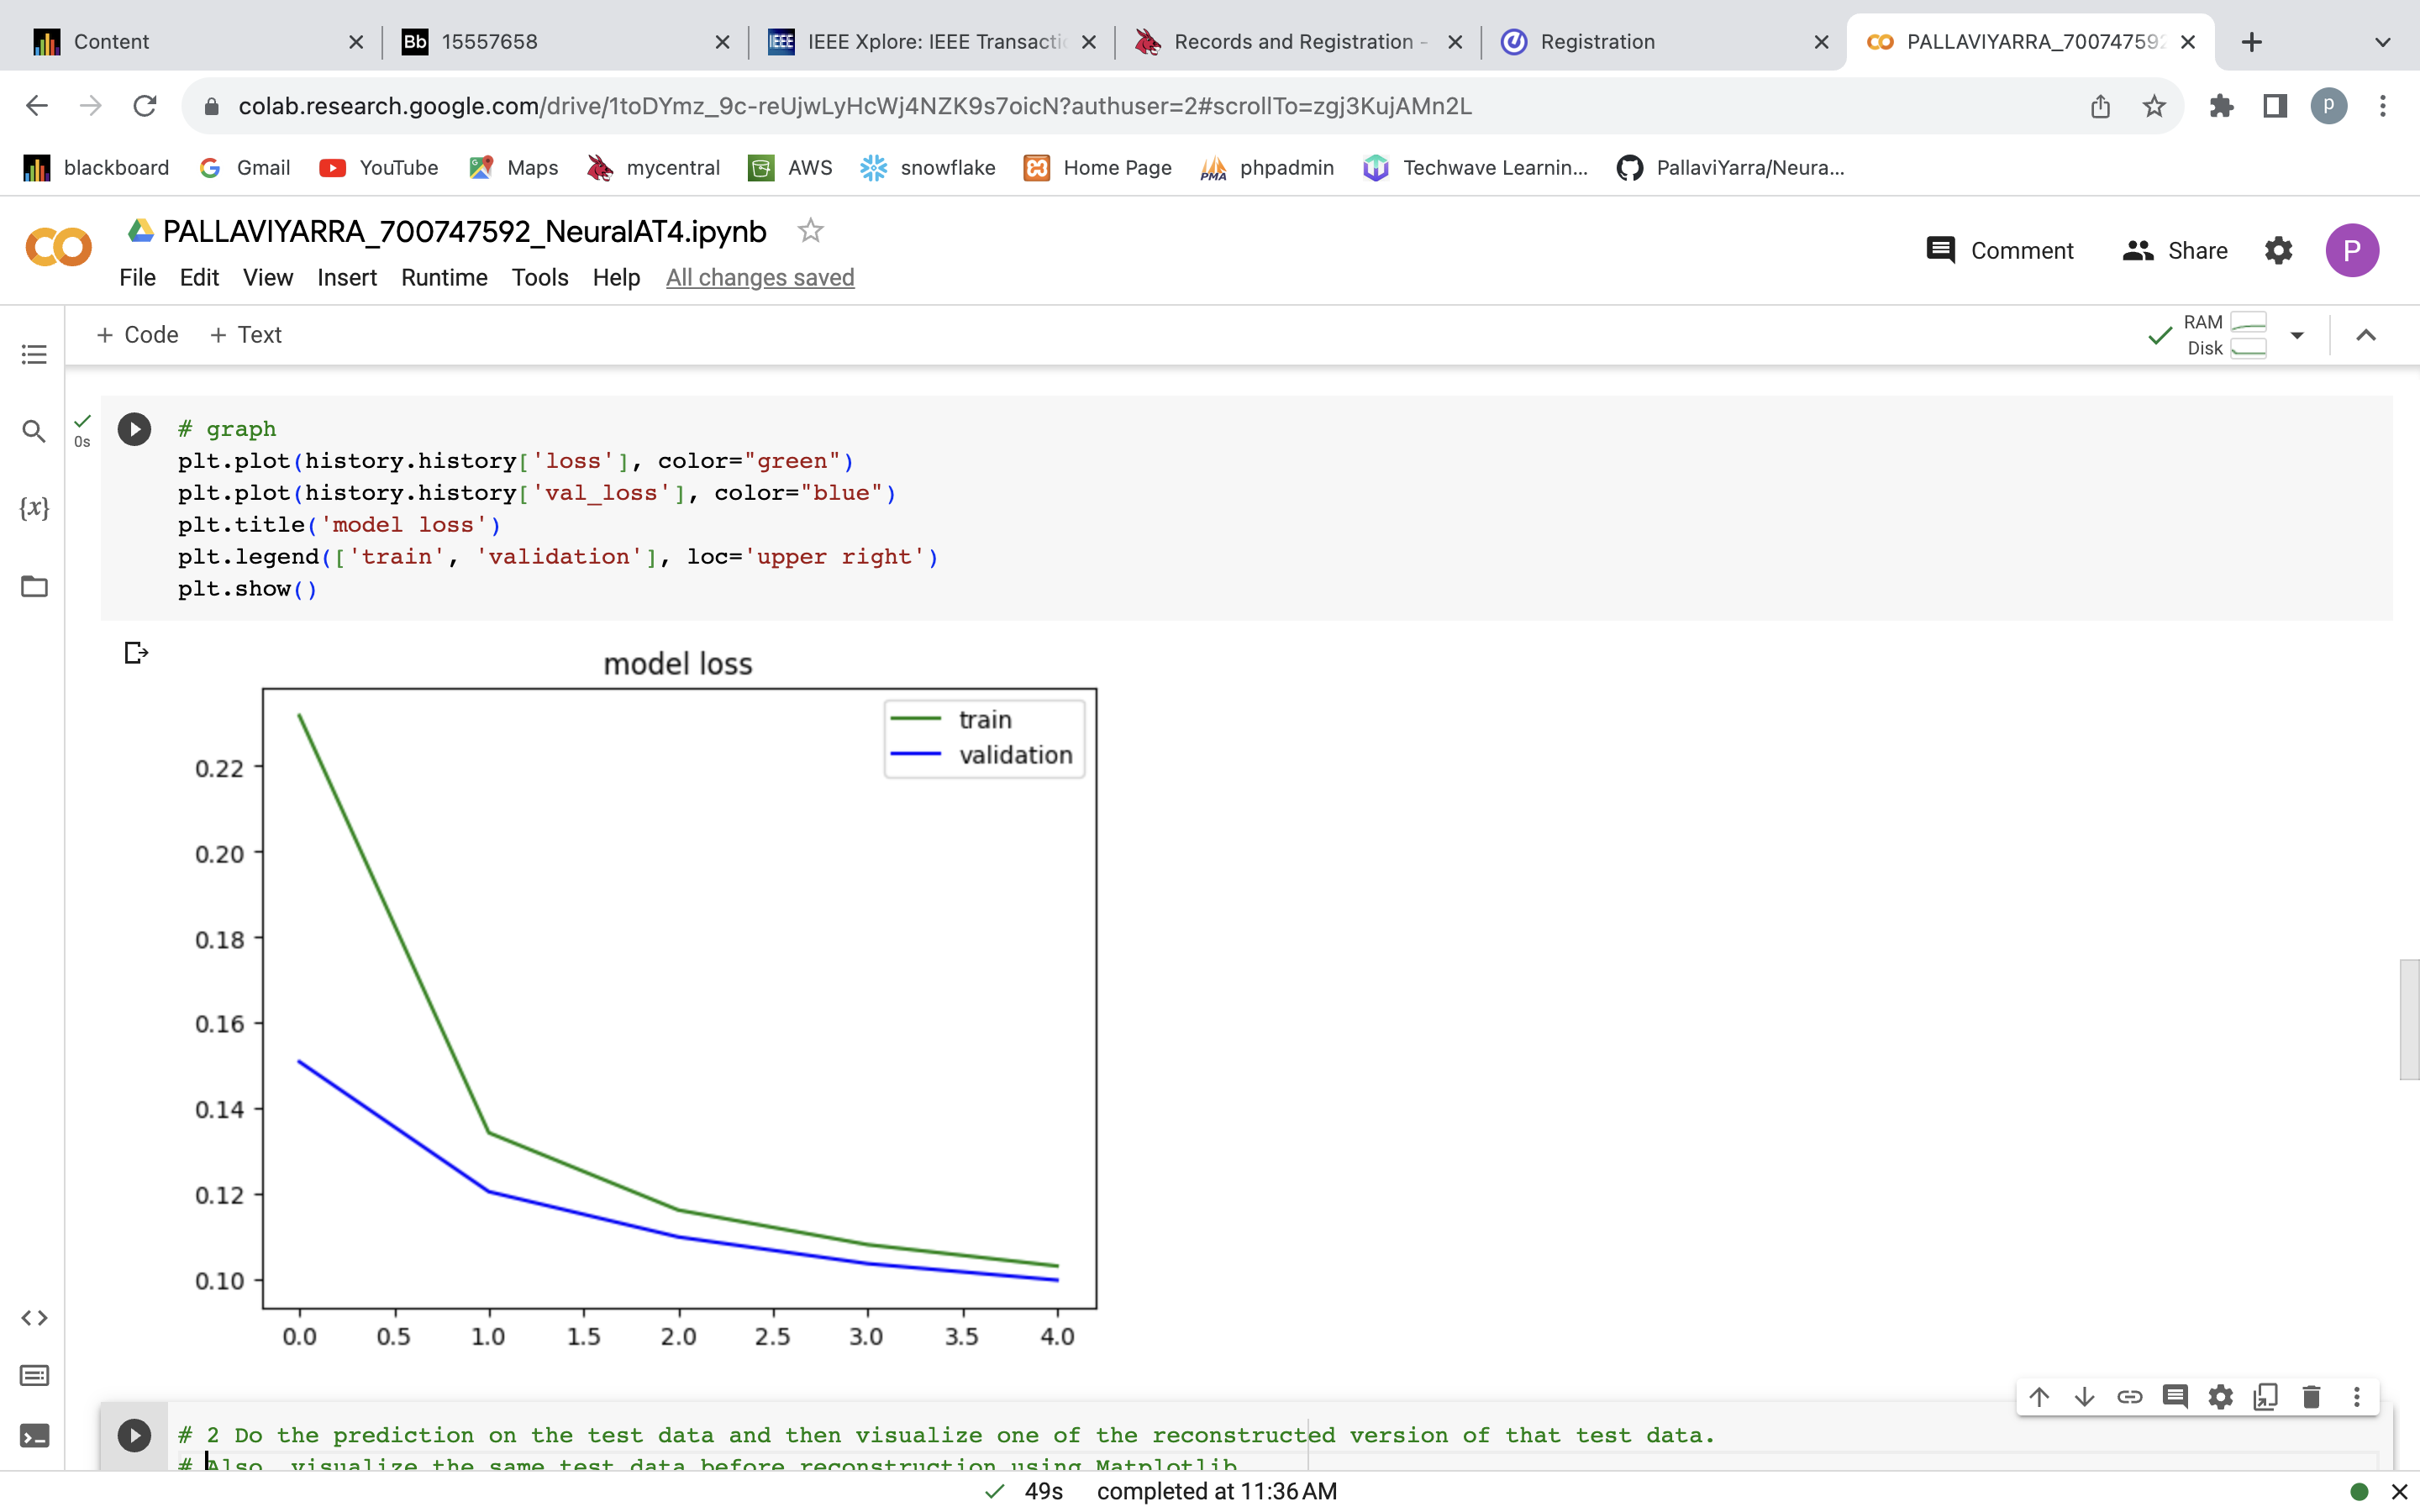 Content
Bb 15557658
IEEE IEEE Xplore: IEEE Transactio
Records and Registration -
Registration
PALLAVIYARRA_700747592
colab.research.google.com/drive/1toDYmz_9c-reUjwLyHcWj4NZK9s7oicN?authuser=2#scrollTo=zgj3KujAMn2L
p
blackboard Gmail YouTube Maps mycentral AWS snowflake Home Page phpadmin Techwave Learnin... PallaviYarra/Neura...
PALLAVIYARRA_700747592_NeuralAT4.ipynb
Comment Share P
File Edit View Insert Runtime Tools Help All changes saved
+ Code + Text
RAM
Disk
0s
{x}
# graph
plt.plot(history.history['loss'], color="green")
plt.plot(history.history['val_loss'], color="blue")
plt.title('model loss')
plt.legend(['train', 'validation'], loc='upper right')
plt.show()
model loss
train
validation
0.22
0.20
0.18
0.16
0.14
0.12
0.10
0.0 0.5 1.0 1.5 2.0 2.5 3.0 3.5 4.0
# 2 Do the prediction on the test data and then visualize one of the reconstructed version of that test data.
# Also, visualize the same test data before reconstruction using Matplotlib
49s completed at 11:36 AM